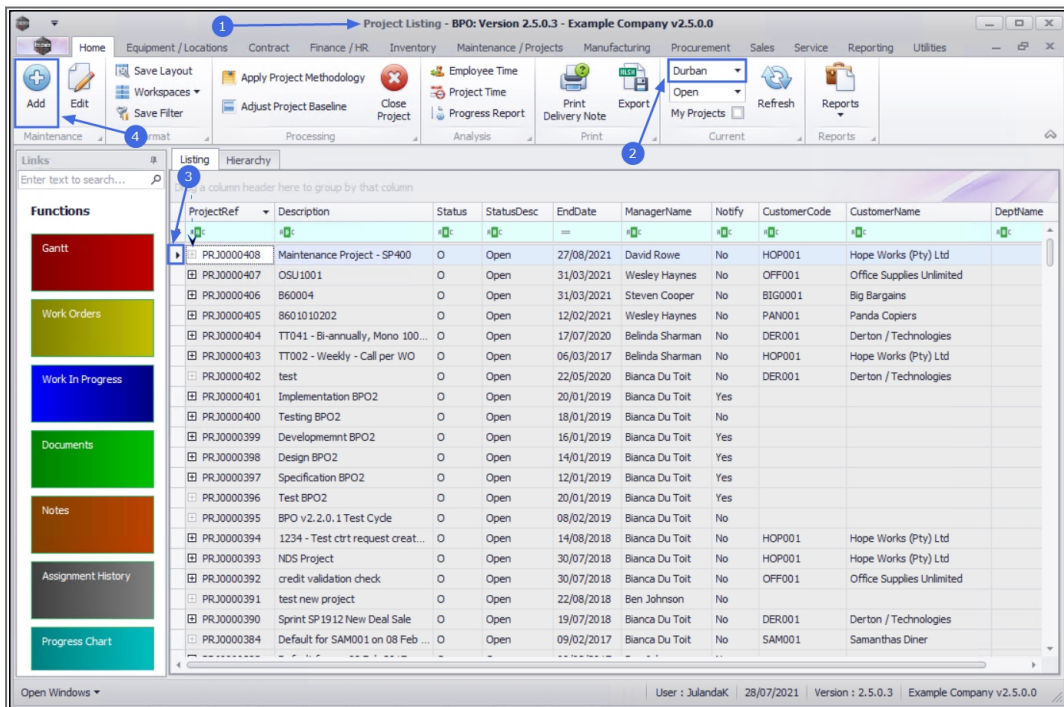 1
Project Listing - BPO: Version 2.5.0.3 - Example Company v2.5.0.0
Home Equipment / Locations Contract Finance / HR Inventory Maintenance / Projects Manufacturing Procurement Sales Service Reporting Utilities
Add
Edit
Save Layout
Workspaces
Save Filter
Apply Project Methodology
Adjust Project Baseline
Close Project
Employee Time
Project Time
Progress Report
Print Delivery Note
Export
Durban
Open
My Projects
Refresh
Reports
Maintenance 4 Processing Analysis Print Current Reports
2
Links
Enter text to search...
Functions
Gantt
Work Orders
Work In Progress
Documents
Notes
Assignment History
Progress Chart
Listing Hierarchy
3
a column header here to group by that column
ProjectRef Description Status StatusDesc EndDate ManagerName Notify CustomerCode CustomerName DeptName
PRJ0000408 Maintenance Project - SP400 O Open 27/08/2021 David Rowe No HOP001 Hope Works (Pty) Ltd
PRJ0000407 OSU1001 O Open 31/03/2021 Wesley Haynes No OFF001 Office Supplies Unlimited
PRJ0000406 B60004 O Open 31/03/2021 Steven Cooper No BIG0001 Big Bargains
PRJ0000405 8601010202 O Open 12/02/2021 Wesley Haynes No PAN001 Panda Copiers
PRJ0000404 TT041 - Bi-annually, Mono 100... O Open 17/07/2020 Belinda Sharman No DER001 Derton / Technologies
PRJ0000403 TT002 - Weekly - Call per WO O Open 06/03/2017 Belinda Sharman No HOP001 Hope Works (Pty) Ltd
PRJ0000402 test O Open 22/05/2020 Bianca Du Toit No DER001 Derton / Technologies
PRJ0000401 Implementation BPO2 O Open 20/01/2019 Bianca Du Toit Yes
PRJ0000400 Testing BPO2 O Open 18/01/2019 Bianca Du Toit No
PRJ0000399 Developmemnt BPO2 O Open 16/01/2019 Bianca Du Toit Yes
PRJ0000398 Design BPO2 O Open 14/01/2019 Bianca Du Toit Yes
PRJ0000397 Specification BPO2 O Open 12/01/2019 Bianca Du Toit Yes
PRJ0000396 Test BPO2 O Open 20/01/2019 Bianca Du Toit Yes
PRJ0000395 BPO v2.2.0.1 Test Cycle O Open 08/02/2019 Bianca Du Toit No
PRJ0000394 1234 - Test ctrt request creat... O Open 14/08/2018 Bianca Du Toit No HOP001 Hope Works (Pty) Ltd
PRJ0000393 NDS Project O Open 30/07/2018 Bianca Du Toit No HOP001 Hope Works (Pty) Ltd
PRJ0000392 credit validation check O Open 30/07/2018 Bianca Du Toit No OFF001 Office Supplies Unlimited
PRJ0000391 test new project O Open 22/08/2018 Ben Johnson No
PRJ0000390 Sprint SP1912 New Deal Sale O Open 19/07/2018 Bianca Du Toit No DER001 Derton / Technologies
PRJ0000384 Default for SAM001 on 08 Feb ... O Open 09/02/2017 Bianca Du Toit No SAM001 Samanthas Diner
Open Windows User : JulandaK 28/07/2021 Version : 2.5.0.3 Example Company v2.5.0.0